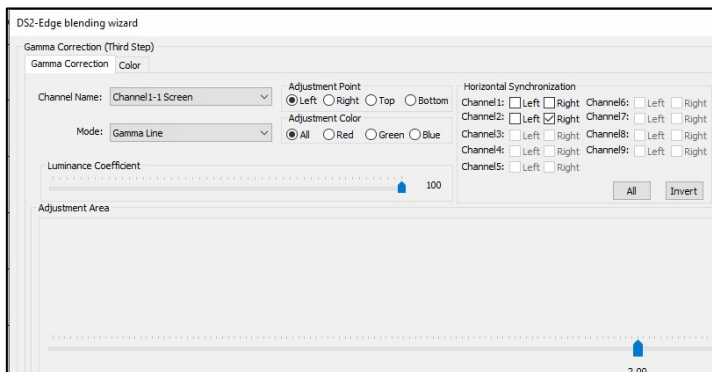 DS2-Edge blending wizard
Gamma Correction (Third Step)
Gamma Correction Color
Channel Name: Channel1-1 Screen
Mode: Gamma Line
Adjustment Point
Left Right Top Bottom
Adjustment Color
All Red Green Blue
Horizontal Synchronization
Channel1: Left Right Channel6: Left Right
Channel2: Left Right Channel7: Left Right
Channel3: Left Right Channel8: Left Right
Channel4: Left Right Channel9: Left Right
Channel5: Left Right
All Invert
Luminance Coefficient
100
Adjustment Area
2.00